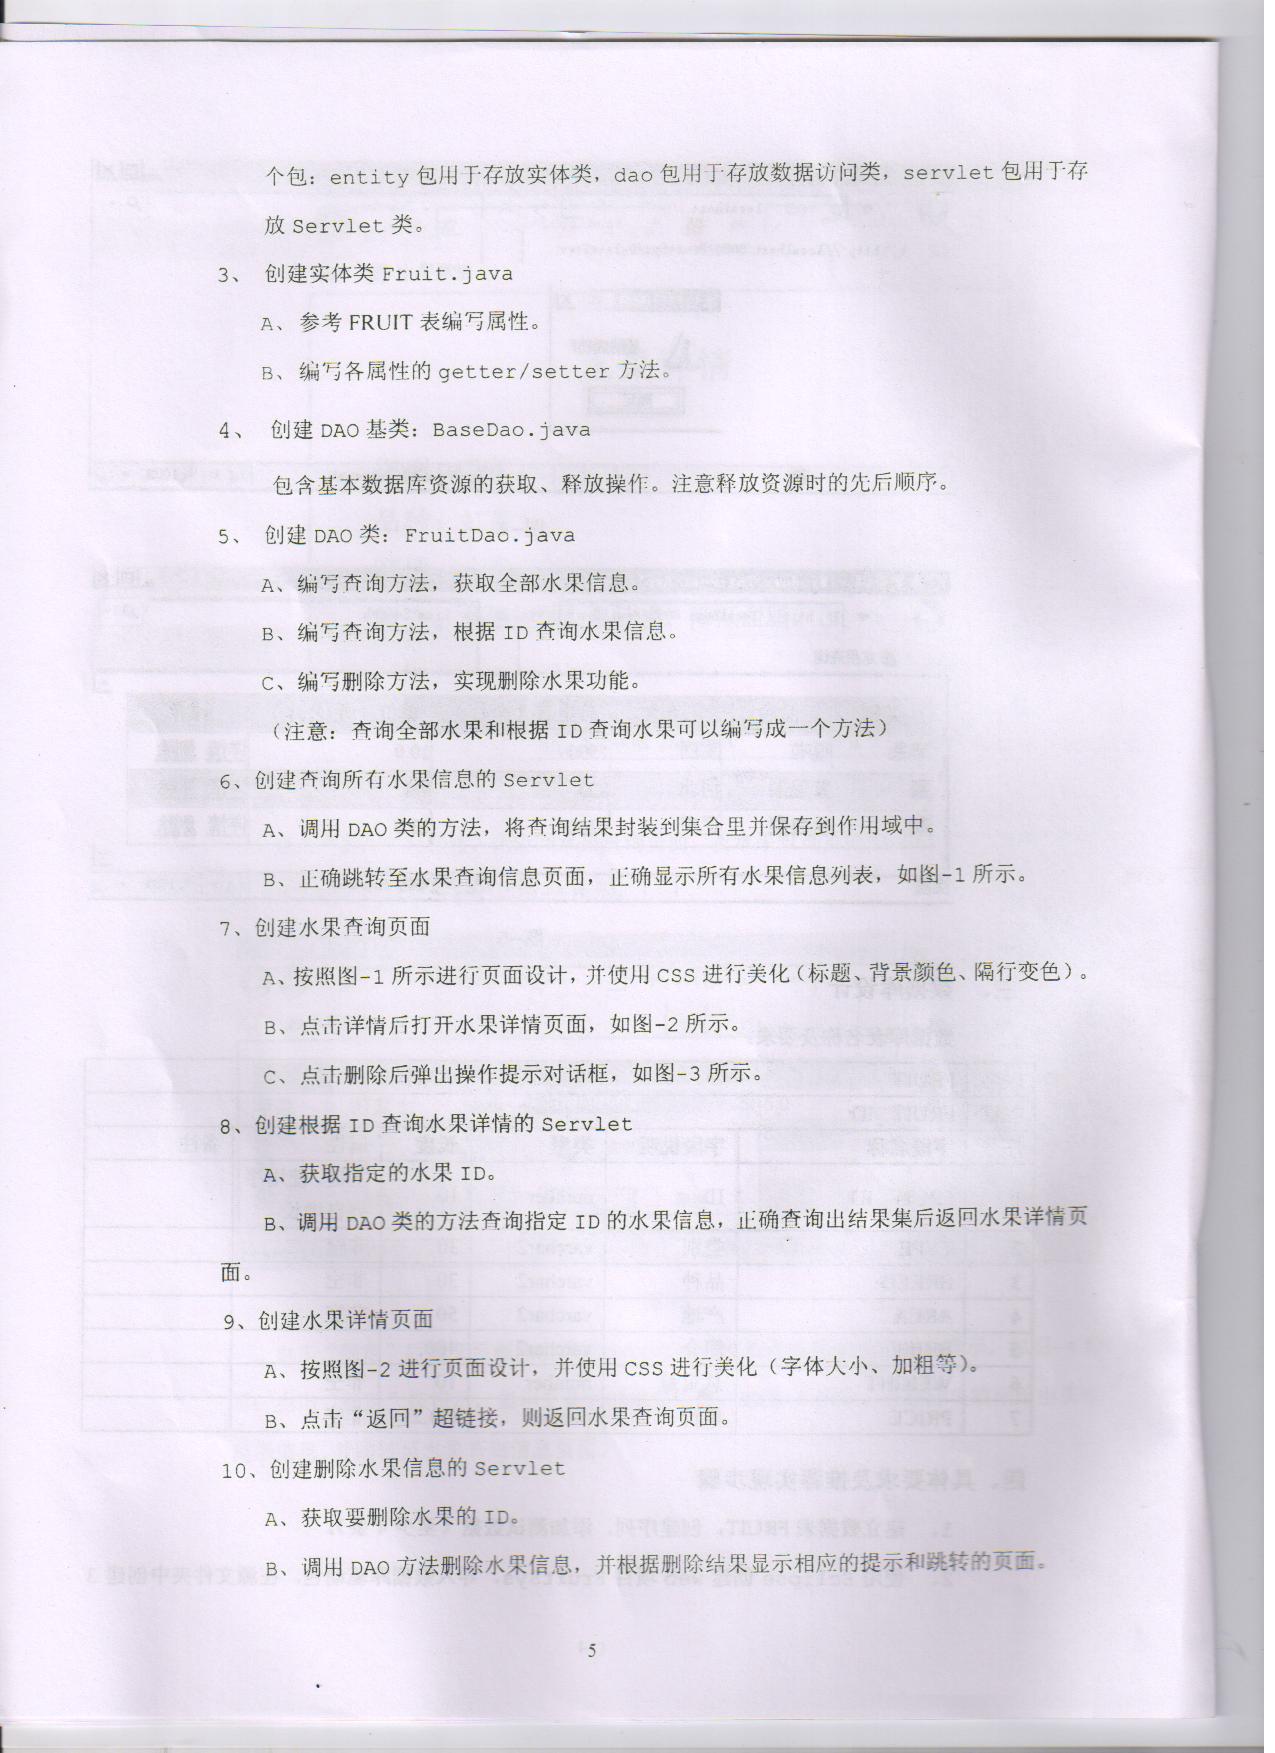 个包：entity 包用于存放实体类，dao 包用于存放数据访问类，servlet 包用于存
放 Servlet 类。
3、 创建实体类 Fruit.java
A、 参考 FRUIT 表编写属性。
B、 编写各属性的 getter/setter 方法。
4、 创建 DAO 基类：BaseDao.java
包含基本数据库资源的获取、释放操作。注意释放资源时的先后顺序。
5、 创建 DAO 类：FruitDao.java
A、编写查询方法，获取全部水果信息。
B、编写查询方法，根据 ID 查询水果信息。
C、编写删除方法，实现删除水果功能。
（注意：查询全部水果和根据 ID 查询水果可以编写成一个方法）
6、创建查询所有水果信息的 Servlet
A、调用 DAO 类的方法，将查询结果封装到集合里并保存到作用域中。
B、正确跳转至水果查询信息页面，正确显示所有水果信息列表，如图-1 所示。
7、创建水果查询页面
A、按照图-1 所示进行页面设计，并使用 CSS 进行美化（标题、背景颜色、隔行变色）。
B、点击详情后打开水果详情页面，如图-2 所示。
C、点击删除后弹出操作提示对话框，如图-3 所示。
8、创建根据 ID 查询水果详情的 Servlet
A、获取指定的水果 ID。
B、调用 DAO 类的方法查询指定 ID 的水果信息，正确查询出结果集后返回水果详情页
面。
9、创建水果详情页面
A、按照图-2 进行页面设计，并使用 CSS 进行美化（字体大小、加粗等）。
B、点击“返回”超链接，则返回水果查询页面。
10、创建删除水果信息的 Servlet
A、获取要删除水果的 ID。
B、调用 DAO 方法删除水果信息，并根据删除结果显示相应的提示和跳转的页面。
5